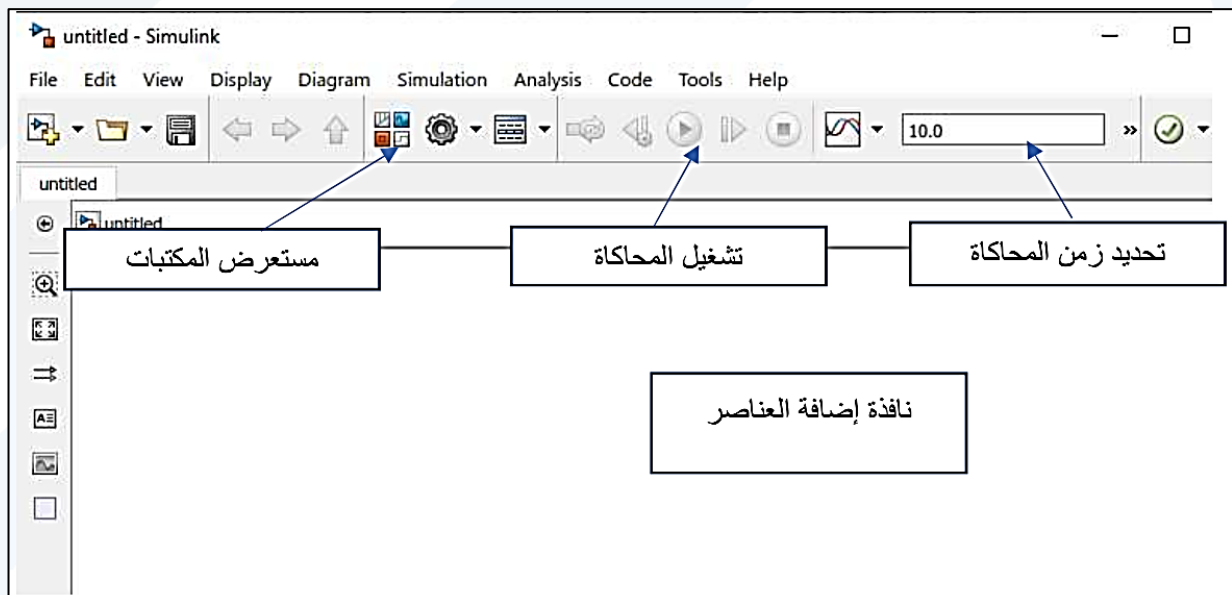 untitled - Simulink
File Edit View Display Diagram Simulation Analysis Code Tools Help
10.0 »
untitled
untitled
مستعرض المكتبات
تشغيل المحاكاة
تحديد زمن المحاكاة
نافذة إضافة العناصر